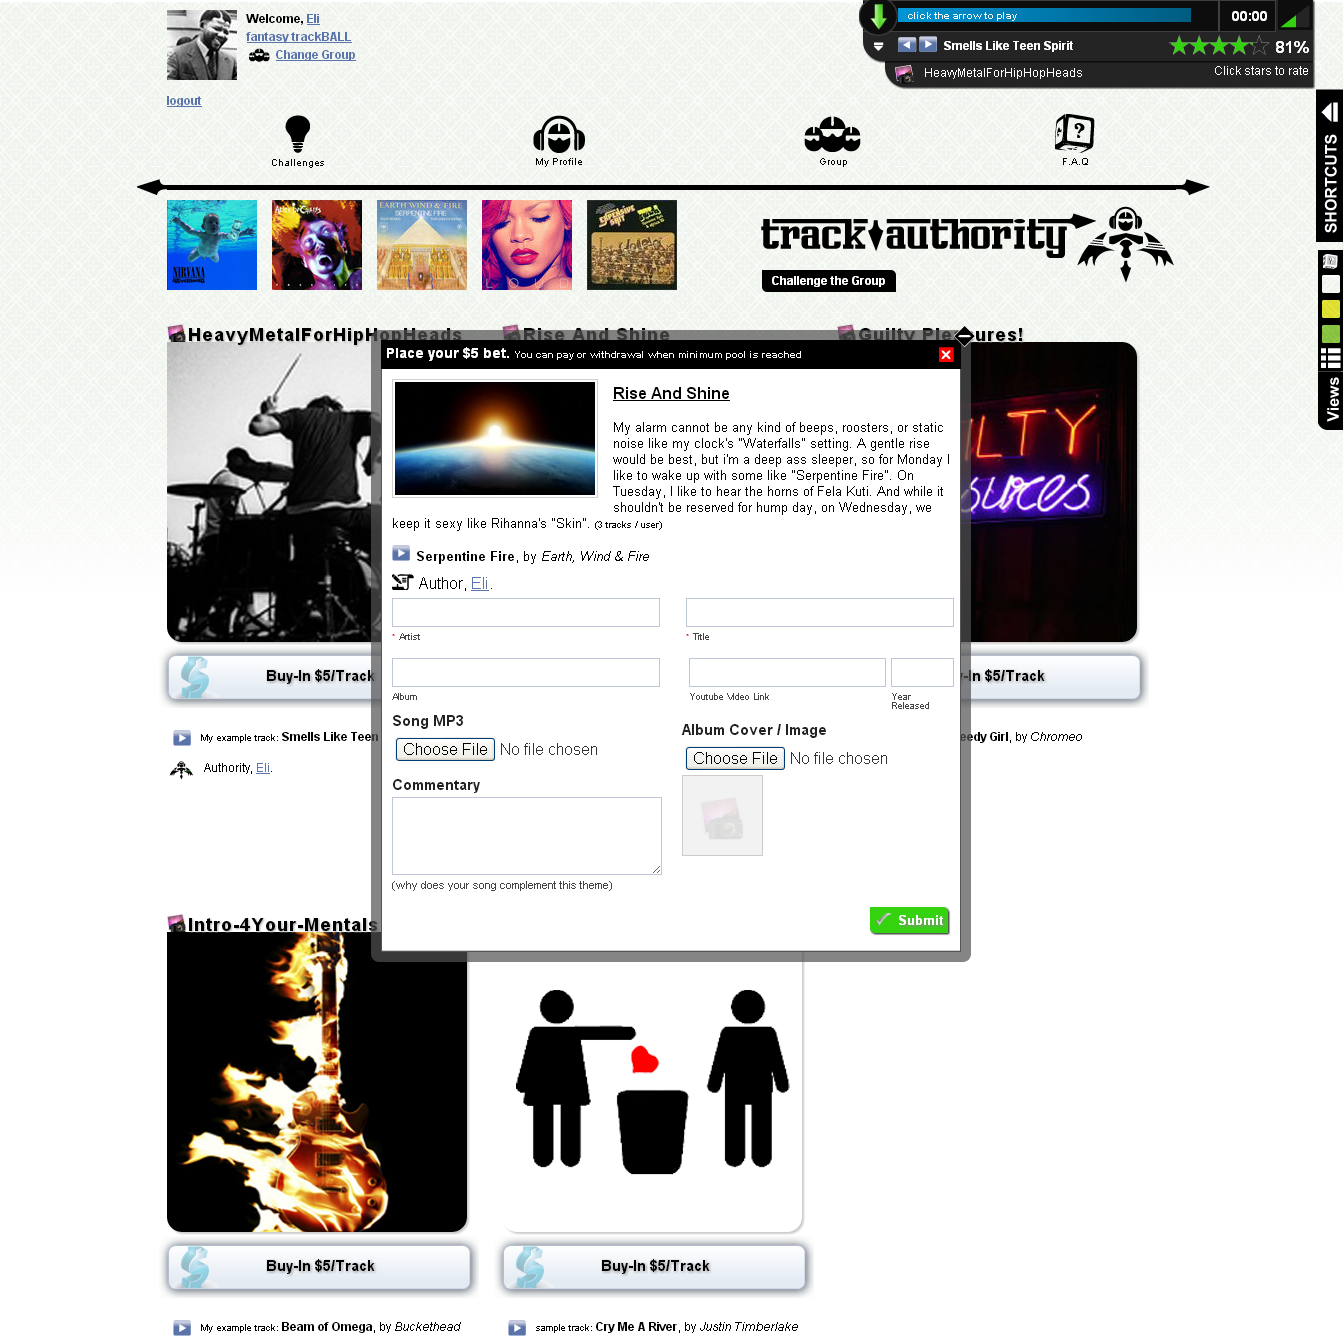 Welcome, Eli
fantasy trackBALL
Change Group
logout
click the arrow to play
00:00
Smells Like Teen Spirit
81%
HeavyMetalForHipHopHeads
Click stars to rate
SHORTCUTS
Views
Challenges
My Profile
Group
F.A.Q
NIRVANA
EARTH WIND & FIRE
SERPENTINE FIRE
LOUD
EXPENSIVE SHIT
track authority
Challenge the Group
HeavyMetalForHipHopHeads
Rise And Shine
Guilty Pleasures!
Place your $5 bet. You can pay or withdrawal when minimum pool is reached
Rise And Shine
My alarm cannot be any kind of beeps, roosters, or static
noise like my clock's "Waterfalls" setting. A gentle rise
would be best, but i'm a deep ass sleeper, so for Monday I
like to wake up with some like "Serpentine Fire". On
Tuesday, I like to hear the horns of Fela Kuti. And while it
shouldn't be reserved for hump day, on Wednesday, we
keep it sexy like Rihanna's "Skin". (3 tracks / user)
Serpentine Fire, by Earth, Wind & Fire
Author, Eli.
* Artist
* Title
Album
Youtube Video Link
Year
Released
Song MP3
Choose File No file chosen
Album Cover / Image
Choose File No file chosen
Commentary
(why does your song complement this theme)
Submit
LTY
sures
Buy-In $5/Track
y-In $5/Track
My example track: Smells Like Teen
eedy Girl, by Chromeo
Authority, Eli.
Intro-4Your-Mentals
Buy-In $5/Track
Buy-In $5/Track
My example track: Beam of Omega, by Buckethead
sample track: Cry Me A River, by Justin Timberlake